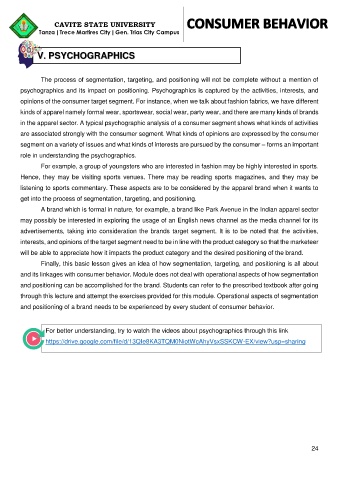 CAVITE STATE UNIVERSITY
Tanza | Trece Martires City | Gen. Trias City Campus
CONSUMER BEHAVIOR
V. PSYCHOGRAPHICS
The process of segmentation, targeting, and positioning will not be complete without a mention of
psychographics and its impact on positioning. Psychographics is captured by the activities, interests, and
opinions of the consumer target segment. For instance, when we talk about fashion fabrics, we have different
kinds of apparel namely formal wear, sportswear, social wear, party wear, and there are many kinds of brands
in the apparel sector. A typical psychographic analysis of a consumer segment shows what kinds of activities
are associated strongly with the consumer segment. What kinds of opinions are expressed by the consumer
segment on a variety of issues and what kinds of interests are pursued by the consumer – forms an important
role in understanding the psychographics.
For example, a group of youngsters who are interested in fashion may be highly interested in sports.
Hence, they may be visiting sports venues. There may be reading sports magazines, and they may be
listening to sports commentary. These aspects are to be considered by the apparel brand when it wants to
get into the process of segmentation, targeting, and positioning.
A brand which is formal in nature, for example, a brand like Park Avenue in the Indian apparel sector
may possibly be interested in exploring the usage of an English news channel as the media channel for its
advertisements, taking into consideration the brands target segment. It is to be noted that the activities,
interests, and opinions of the target segment need to be in line with the product category so that the marketeer
will be able to appreciate how it impacts the product category and the desired positioning of the brand.
Finally, this basic lesson gives an idea of how segmentation, targeting, and positioning is all about
and its linkages with consumer behavior. Module does not deal with operational aspects of how segmentation
and positioning can be accomplished for the brand. Students can refer to the prescribed textbook after going
through this lecture and attempt the exercises provided for this module. Operational aspects of segmentation
and positioning of a brand needs to be experienced by every student of consumer behavior.
For better understanding, try to watch the videos about psychographics through this link
24